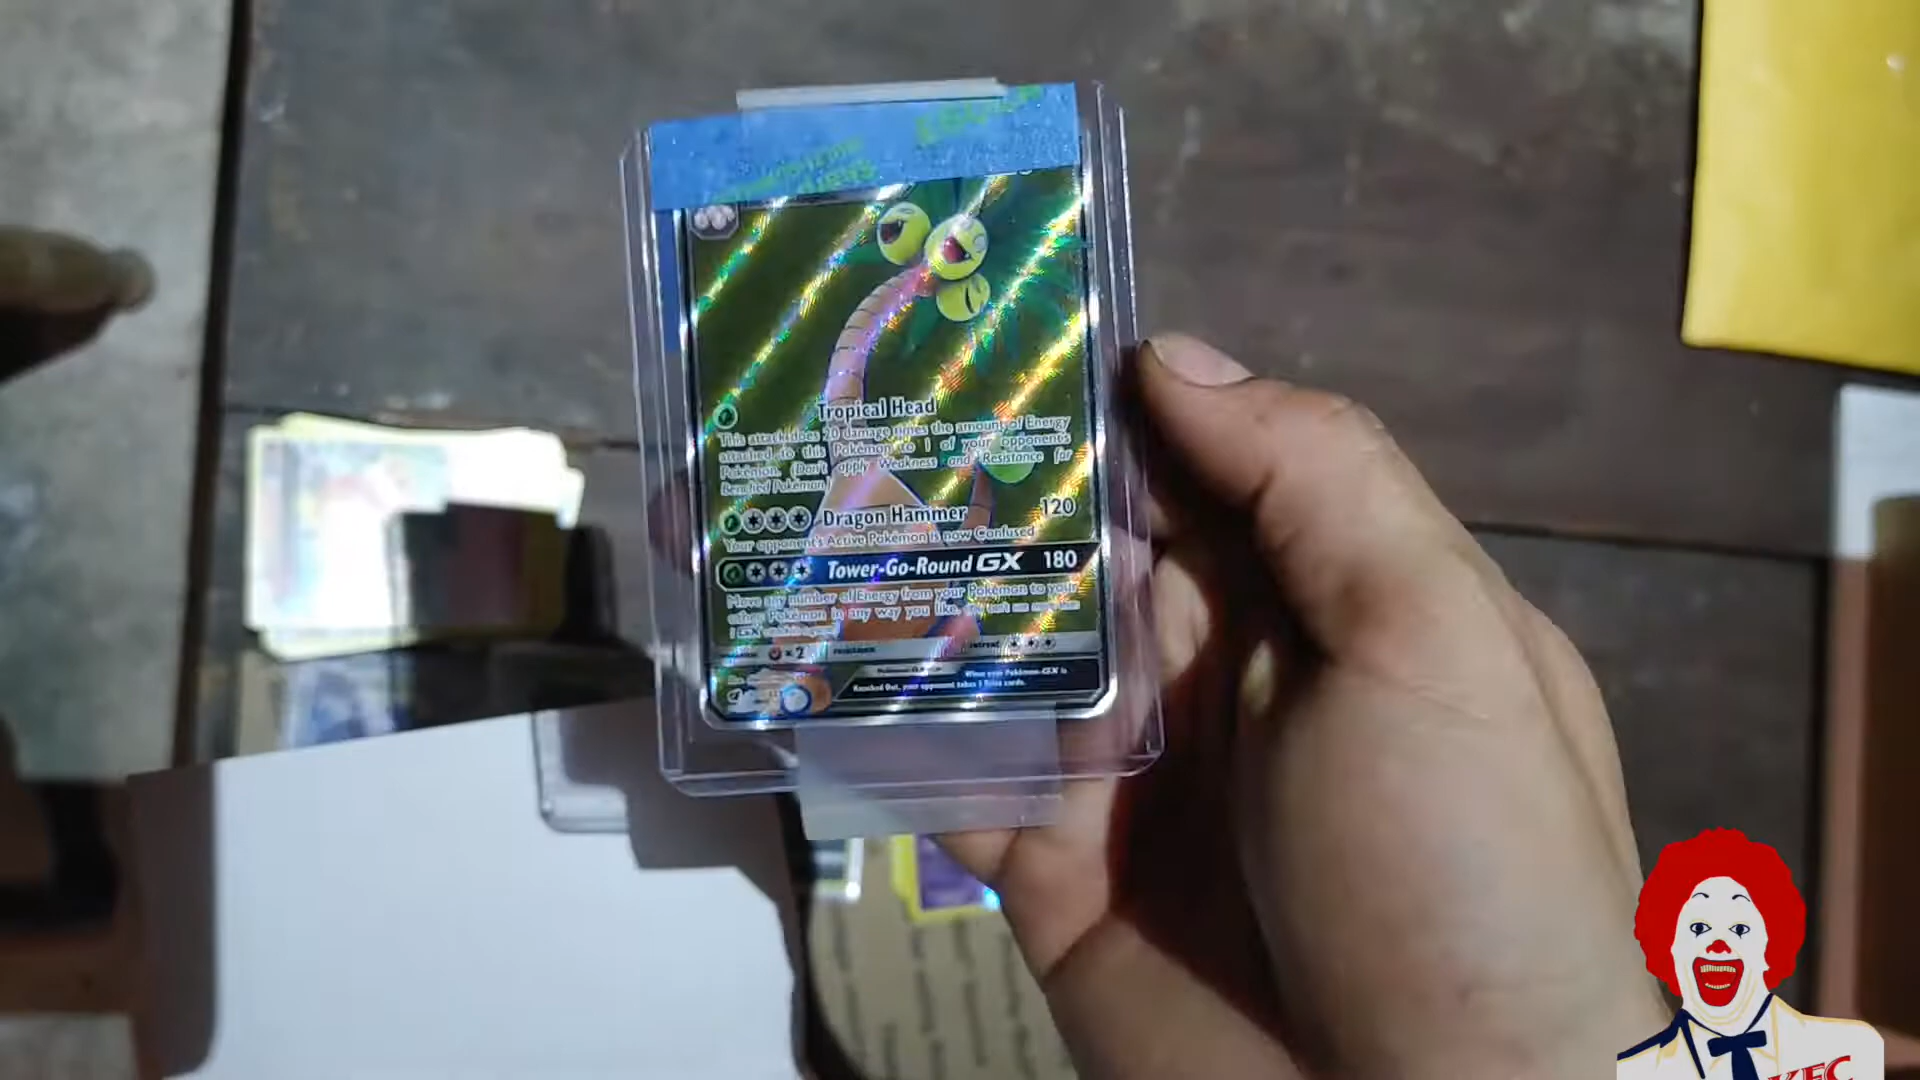 Tropical Head
This attack does 20 damage times the amount of Energy
attached to this Pokémon to 1 of your opponent's
Pokémon. (Don't apply Weakness and Resistance for
Benched Pokémon.)
Dragon Hammer 120
Your opponent's Active Pokémon is now Confused
Tower-Go-Round GX 180
Move any number of Energy from your Pokémon to your
other Pokémon in any way you like.
× 2
When your Pokémon-GX is
Knocked Out, your opponent takes 2 Prize cards.
KFC